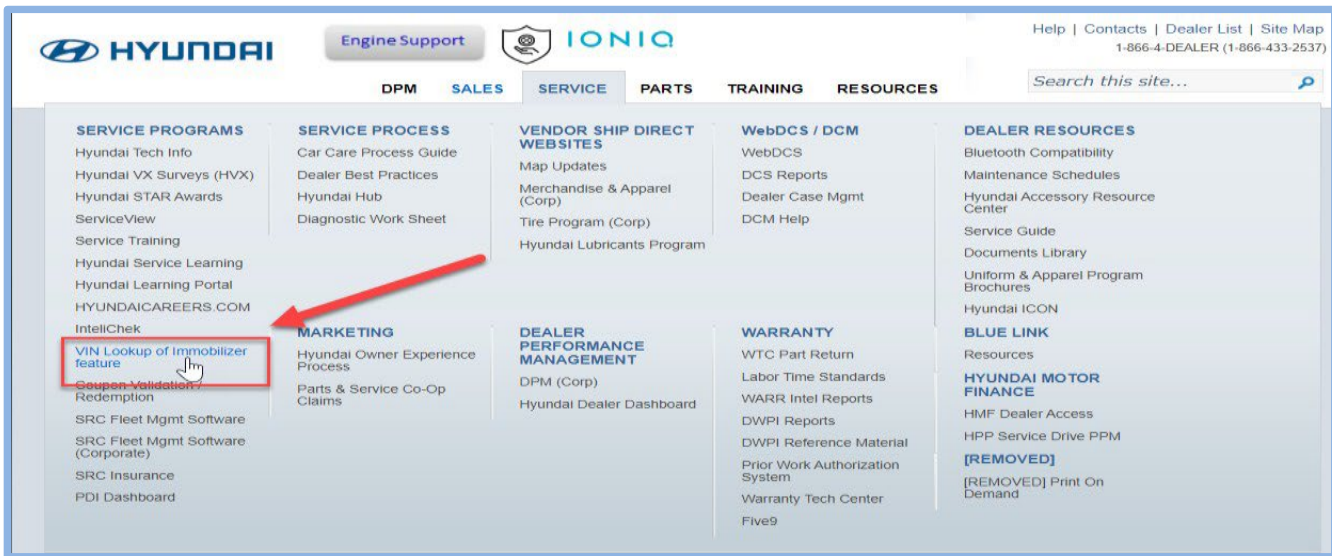 HYUNDAI
Engine Support
IONIQ
Help | Contacts | Dealer List | Site Map
1-866-4-DEALER (1-866-433-2537)
Search this site...
DPM SALES SERVICE PARTS TRAINING RESOURCES
SERVICE PROGRAMS
Hyundai Tech Info
Hyundai VX Surveys (HVX)
Hyundai STAR Awards
ServiceView
Service Training
Hyundai Service Learning
Hyundai Learning Portal
HYUNDAICAREERS.COM
InteliChek
VIN Lookup of Immobilizer
feature
Coupon Validation /
Redemption
SRC Fleet Mgmt Software
SRC Fleet Mgmt Software
(Corporate)
SRC Insurance
PDI Dashboard
SERVICE PROCESS
Car Care Process Guide
Dealer Best Practices
Hyundai Hub
Diagnostic Work Sheet
VENDOR SHIP DIRECT
WEBSITES
Map Updates
Merchandise & Apparel
(Corp)
Tire Program (Corp)
Hyundai Lubricants Program
WebDCS / DCM
WebDCS
DCS Reports
Dealer Case Mgmt
DCM Help
DEALER RESOURCES
Bluetooth Compatibility
Maintenance Schedules
Hyundai Accessory Resource
Center
Service Guide
Documents Library
Uniform & Apparel Program
Brochures
Hyundai ICON
MARKETING
Hyundai Owner Experience
Process
Parts & Service Co-Op
Claims
DEALER
PERFORMANCE
MANAGEMENT
DPM (Corp)
Hyundai Dealer Dashboard
WARRANTY
WTC Part Return
Labor Time Standards
WARR Intel Reports
DWPI Reports
DWPI Reference Material
Prior Work Authorization
System
Warranty Tech Center
Five9
BLUE LINK
Resources
HYUNDAI MOTOR
FINANCE
HMF Dealer Access
HPP Service Drive PPM
[REMOVED]
[REMOVED] Print On
Demand